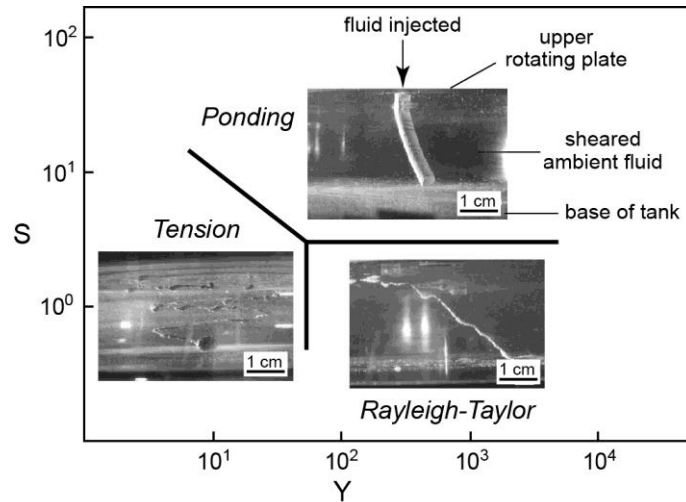 10²
fluid injected
upper
rotating plate
Ponding
sheared
ambient fluid
10¹
1 cm
base of tank
S
Tension
10⁰
1 cm
1 cm
Rayleigh-Taylor
10¹
10²
10³
10⁴
Y